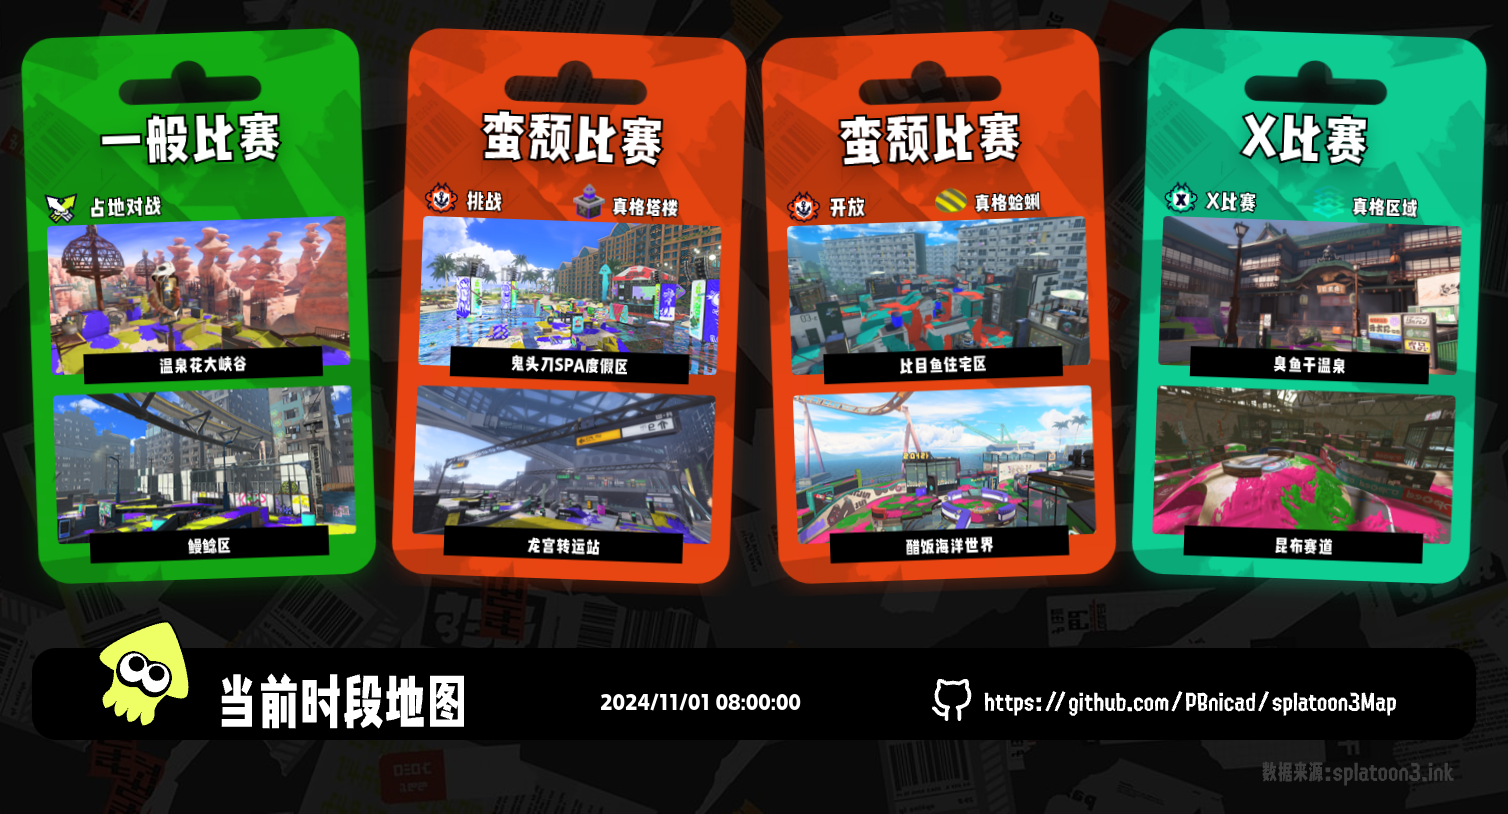 一般比赛
占地对战
温泉花大峡谷
鳗鲶区
蛮颓比赛
挑战
真格塔楼
鬼头刀SPA度假区
龙宫转运站
蛮颓比赛
开放
真格蛤蜊
比目鱼住宅区
醋饭海洋世界
X比赛
X比赛
真格区域
臭鱼干温泉
昆布赛道
当前时段地图
2024/11/01 08:00:00
https://github.com/PBnicad/splatoon3Map
数据来源:splatoon3.ink